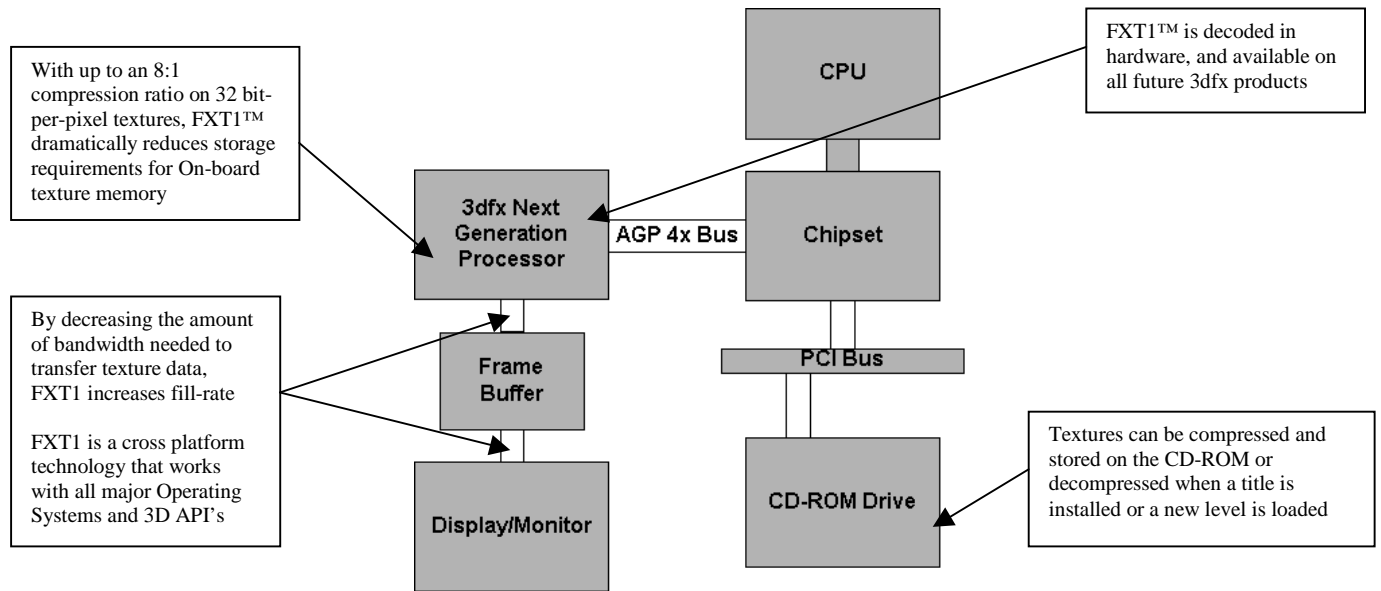 With up to an 8:1
compression ratio on 32 bit-
per-pixel textures, FXT1™
dramatically reduces storage
requirements for On-board
texture memory
CPU
FXT1™ is decoded in
hardware, and available on
all future 3dfx products
3dfx Next
Generation
Processor
AGP 4x Bus
Chipset
By decreasing the amount
of bandwidth needed to
transfer texture data,
FXT1 increases fill-rate
FXT1 is a cross platform
technology that works
with all major Operating
Systems and 3D API's
Frame
Buffer
PCI Bus
Display/Monitor
CD-ROM Drive
Textures can be compressed and
stored on the CD-ROM or
decompressed when a title is
installed or a new level is loaded